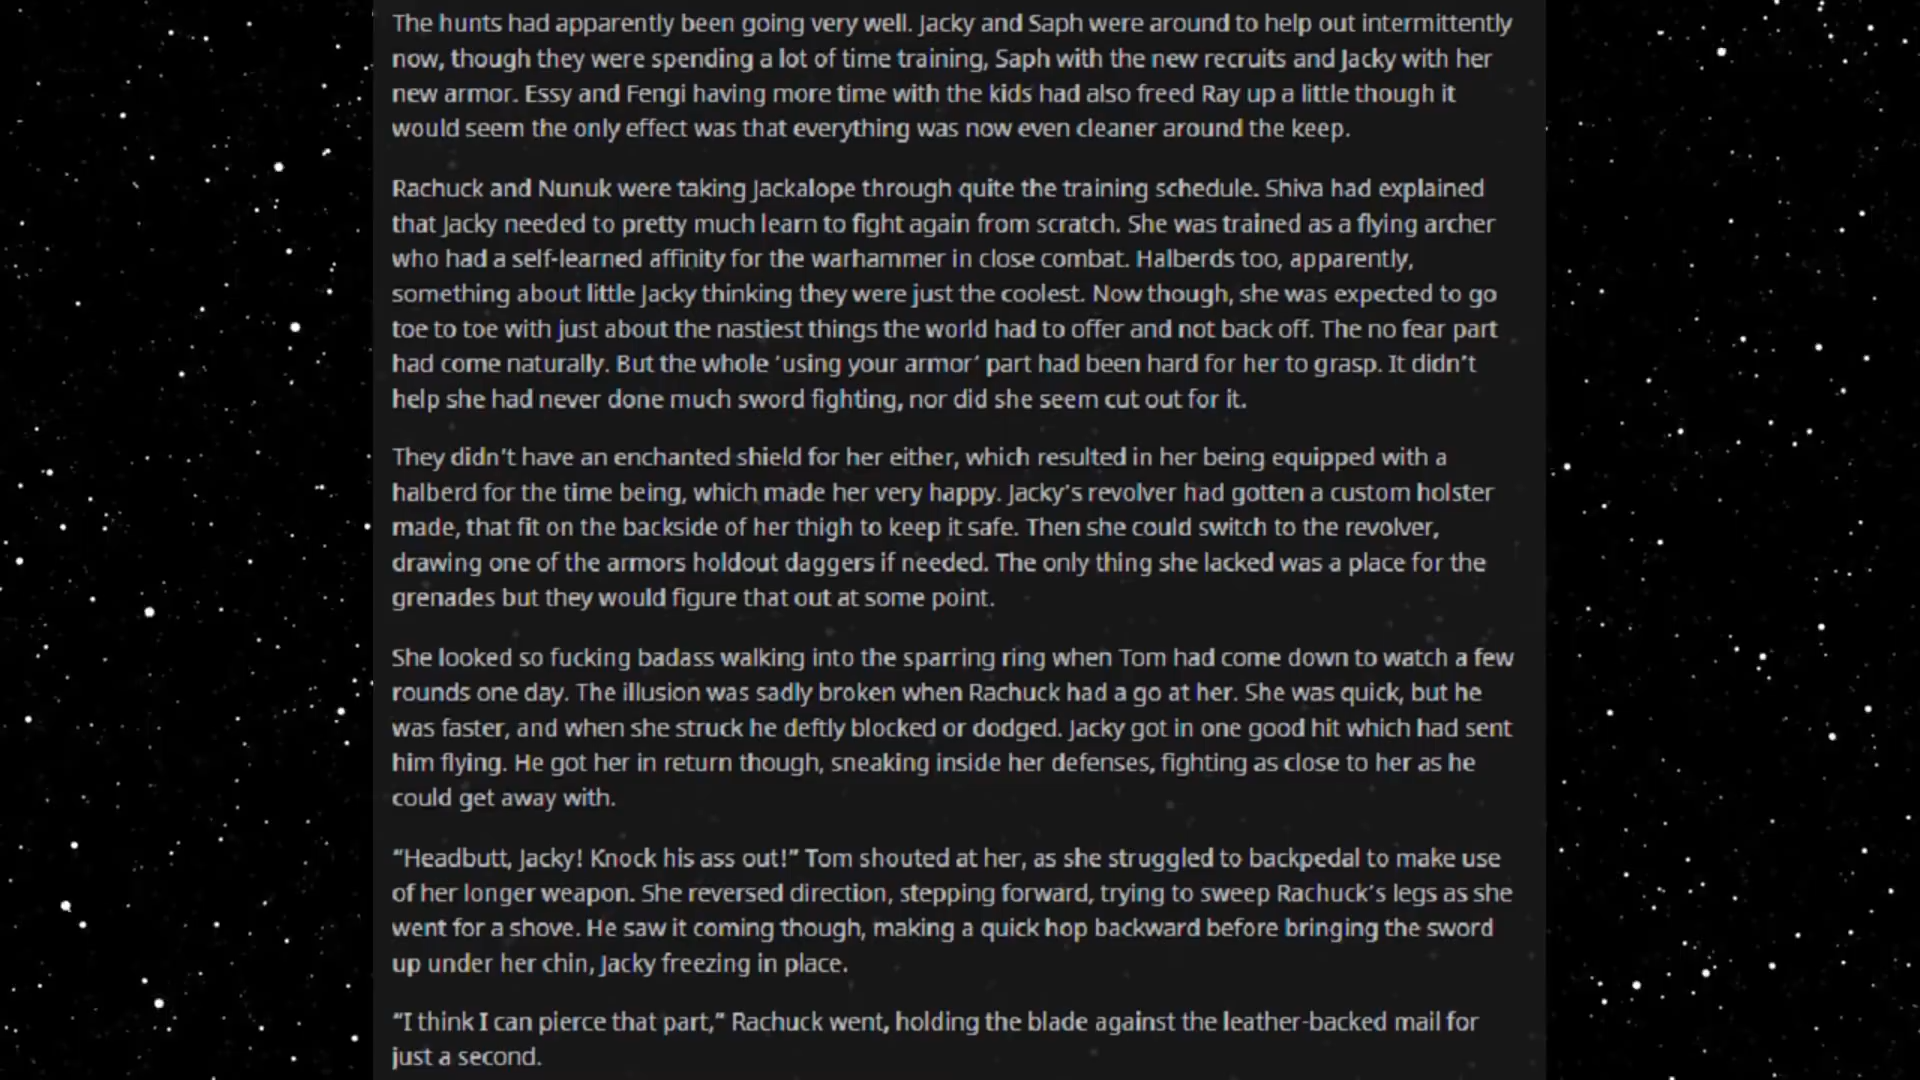 The hunts had apparently been going very well. Jacky and Saph were around to help out intermittently
now, though they were spending a lot of time training, Saph with the new recruits and Jacky with her
new armor. Essy and Fengi having more time with the kids had also freed Ray up a little though it
would seem the only effect was that everything was now even cleaner around the keep.
Rachuck and Nunuk were taking Jackalope through quite the training schedule. Shiva had explained
that Jacky needed to pretty much learn to fight again from scratch. She was trained as a flying archer
who had a self-learned affinity for the warhammer in close combat. Halberds too, apparently,
something about little Jacky thinking they were just the coolest. Now though, she was expected to go
toe to toe with just about the nastiest things the world had to offer and not back off. The no fear part
had come naturally. But the whole ‘using your armor’ part had been hard for her to grasp. It didn’t
help she had never done much sword fighting, nor did she seem cut out for it.
They didn’t have an enchanted shield for her either, which resulted in her being equipped with a
halberd for the time being, which made her very happy. Jacky’s revolver had gotten a custom holster
made, that fit on the backside of her thigh to keep it safe. Then she could switch to the revolver,
drawing one of the armors holdout daggers if needed. The only thing she lacked was a place for the
grenades but they would figure that out at some point.
She looked so fucking badass walking into the sparring ring when Tom had come down to watch a few
rounds one day. The illusion was sadly broken when Rachuck had a go at her. She was quick, but he
was faster, and when she struck he deftly blocked or dodged. Jacky got in one good hit which had sent
him flying. He got her in return though, sneaking inside her defenses, fighting as close to her as he
could get away with.
“Headbutt, Jacky! Knock his ass out!” Tom shouted at her, as she struggled to backpedal to make use
of her longer weapon. She reversed direction, stepping forward, trying to sweep Rachuck’s legs as she
went for a shove. He saw it coming though, making a quick hop backward before bringing the sword
up under her chin, Jacky freezing in place.
“I think I can pierce that part,” Rachuck went, holding the blade against the leather-backed mail for
just a second.